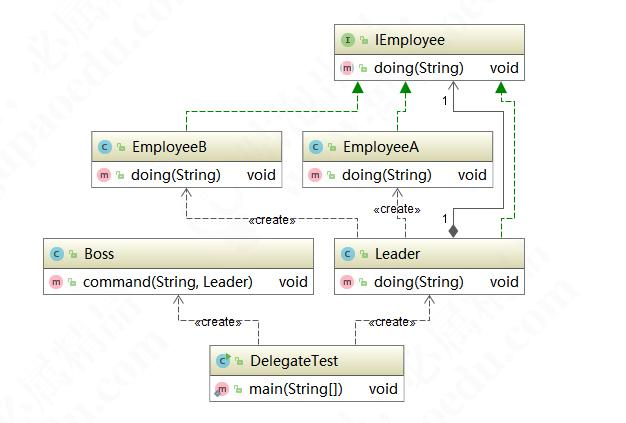 IEmployee
doing(String) void
1
EmployeeB
doing(String) void
EmployeeA
doing(String) void
«create»
«create»
1
Boss
command(String, Leader) void
Leader
doing(String) void
«create»
«create»
DelegateTest
main(String[]) void